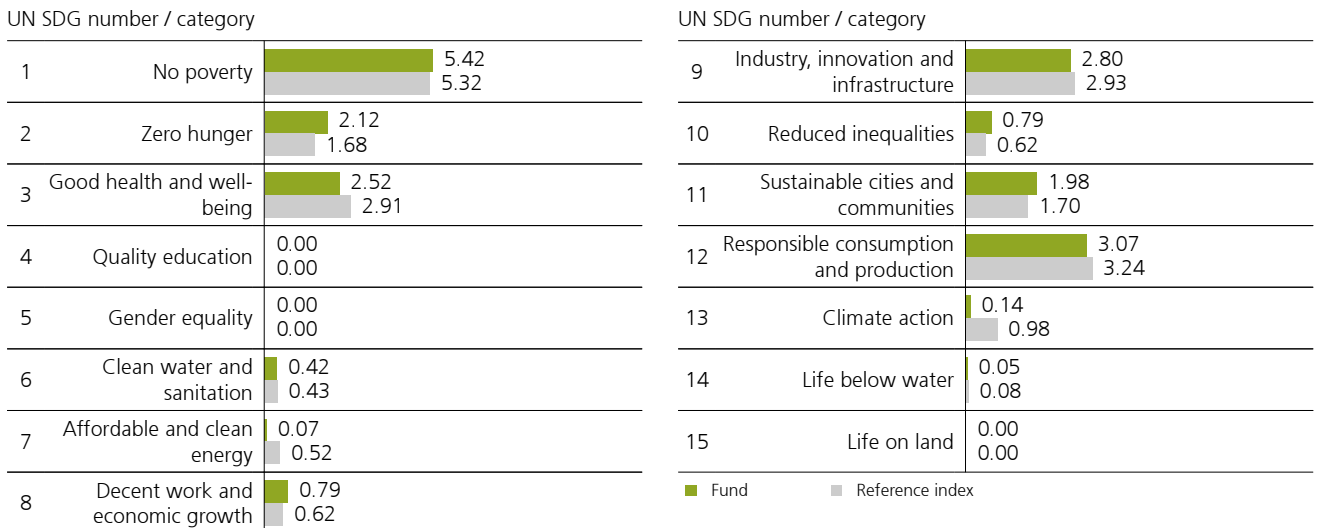 UN SDG number / category
1 No poverty 5.42
5.32
2 Zero hunger 2.12
1.68
3 Good health and well-
being 2.52
2.91
4 Quality education 0.00
0.00
5 Gender equality 0.00
0.00
6 Clean water and
sanitation 0.42
0.43
7 Affordable and clean
energy 0.07
0.52
8 Decent work and
economic growth 0.79
0.62
UN SDG number / category
9 Industry, innovation and
infrastructure 2.80
2.93
10 Reduced inequalities 0.79
0.62
11 Sustainable cities and
communities 1.98
1.70
12 Responsible consumption
and production 3.07
3.24
13 Climate action 0.14
0.98
14 Life below water 0.05
0.08
15 Life on land 0.00
0.00
Fund Reference index